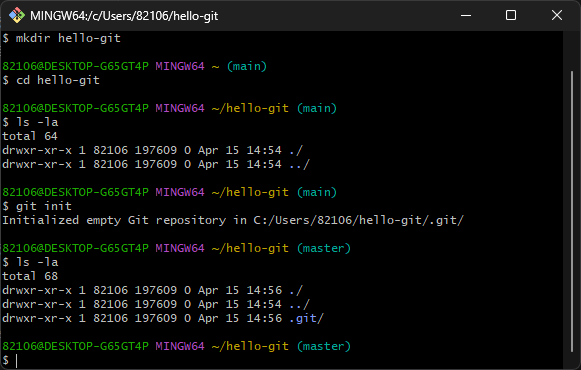 MINGW64:/c/Users/82106/hello-git
$ mkdir hello-git
82106@DESKTOP-G65GT4P MINGW64 ~ (main)
$ cd hello-git
82106@DESKTOP-G65GT4P MINGW64 ~/hello-git (main)
$ ls -la
total 64
drwxr-xr-x 1 82106 197609 0 Apr 15 14:54 ./
drwxr-xr-x 1 82106 197609 0 Apr 15 14:54 ../
82106@DESKTOP-G65GT4P MINGW64 ~/hello-git (main)
$ git init
Initialized empty Git repository in C:/Users/82106/hello-git/.git/
82106@DESKTOP-G65GT4P MINGW64 ~/hello-git (master)
$ ls -la
total 68
drwxr-xr-x 1 82106 197609 0 Apr 15 14:56 ./
drwxr-xr-x 1 82106 197609 0 Apr 15 14:54 ../
drwxr-xr-x 1 82106 197609 0 Apr 15 14:56 .git/
82106@DESKTOP-G65GT4P MINGW64 ~/hello-git (master)
$